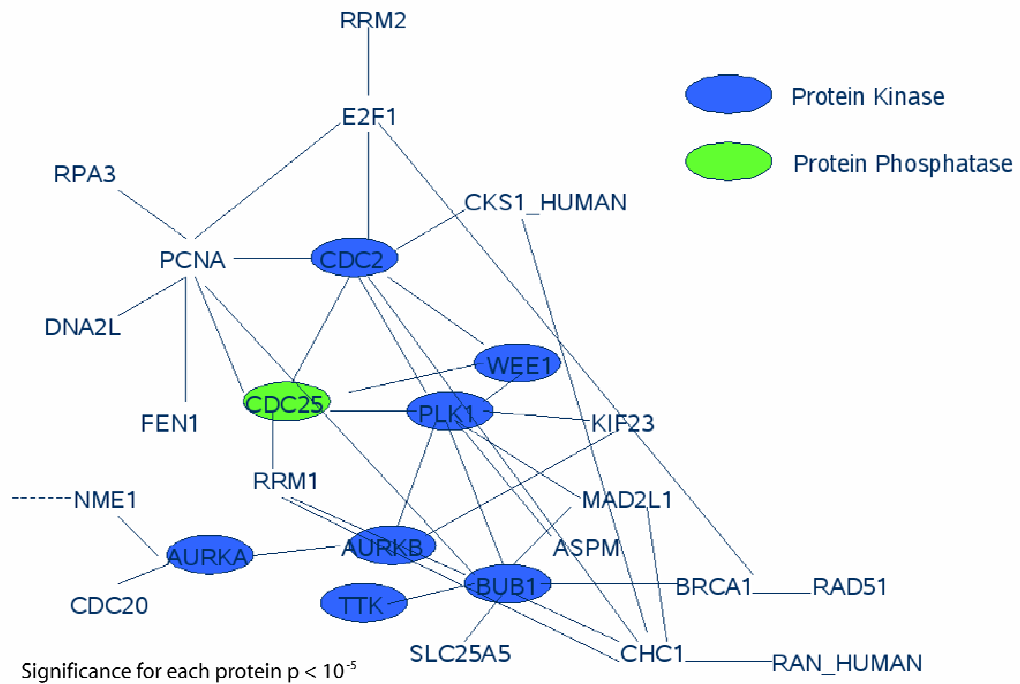 RRM2
Protein Kinase
E2F1
Protein Phosphatase
RPA3
CKS1_HUMAN
PCNA
CDC2
DNA2L
WEE1
CDC25
PLK1
FEN1
KIF23
RRM1
NME1
MAD2L1
AURKA
AURKB
ASPM
BUB1
BRCA1
RAD51
CDC20
TTK
SLC25A5
CHC1
RAN_HUMAN
Significance for each protein p < 10-5